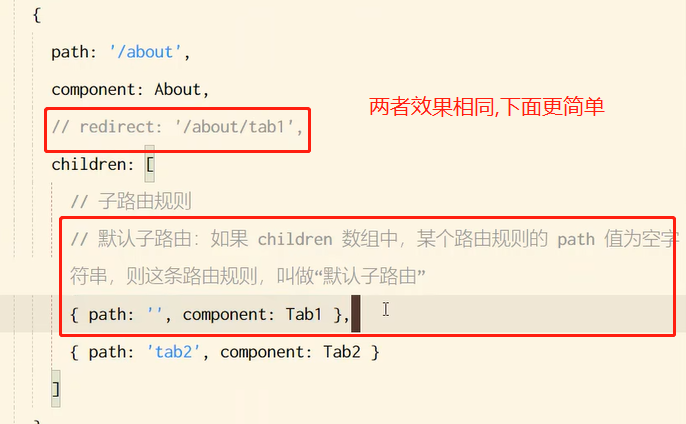 {
path: '/about',
component: About,
// redirect: '/about/tab1',
两者效果相同,下面更简单
children: [
// 子路由规则
// 默认子路由：如果 children 数组中，某个路由规则的 path 值为空字
符串，则这条路由规则，叫做“默认子路由”
{ path: '', component: Tab1 },
{ path: 'tab2', component: Tab2 }
]